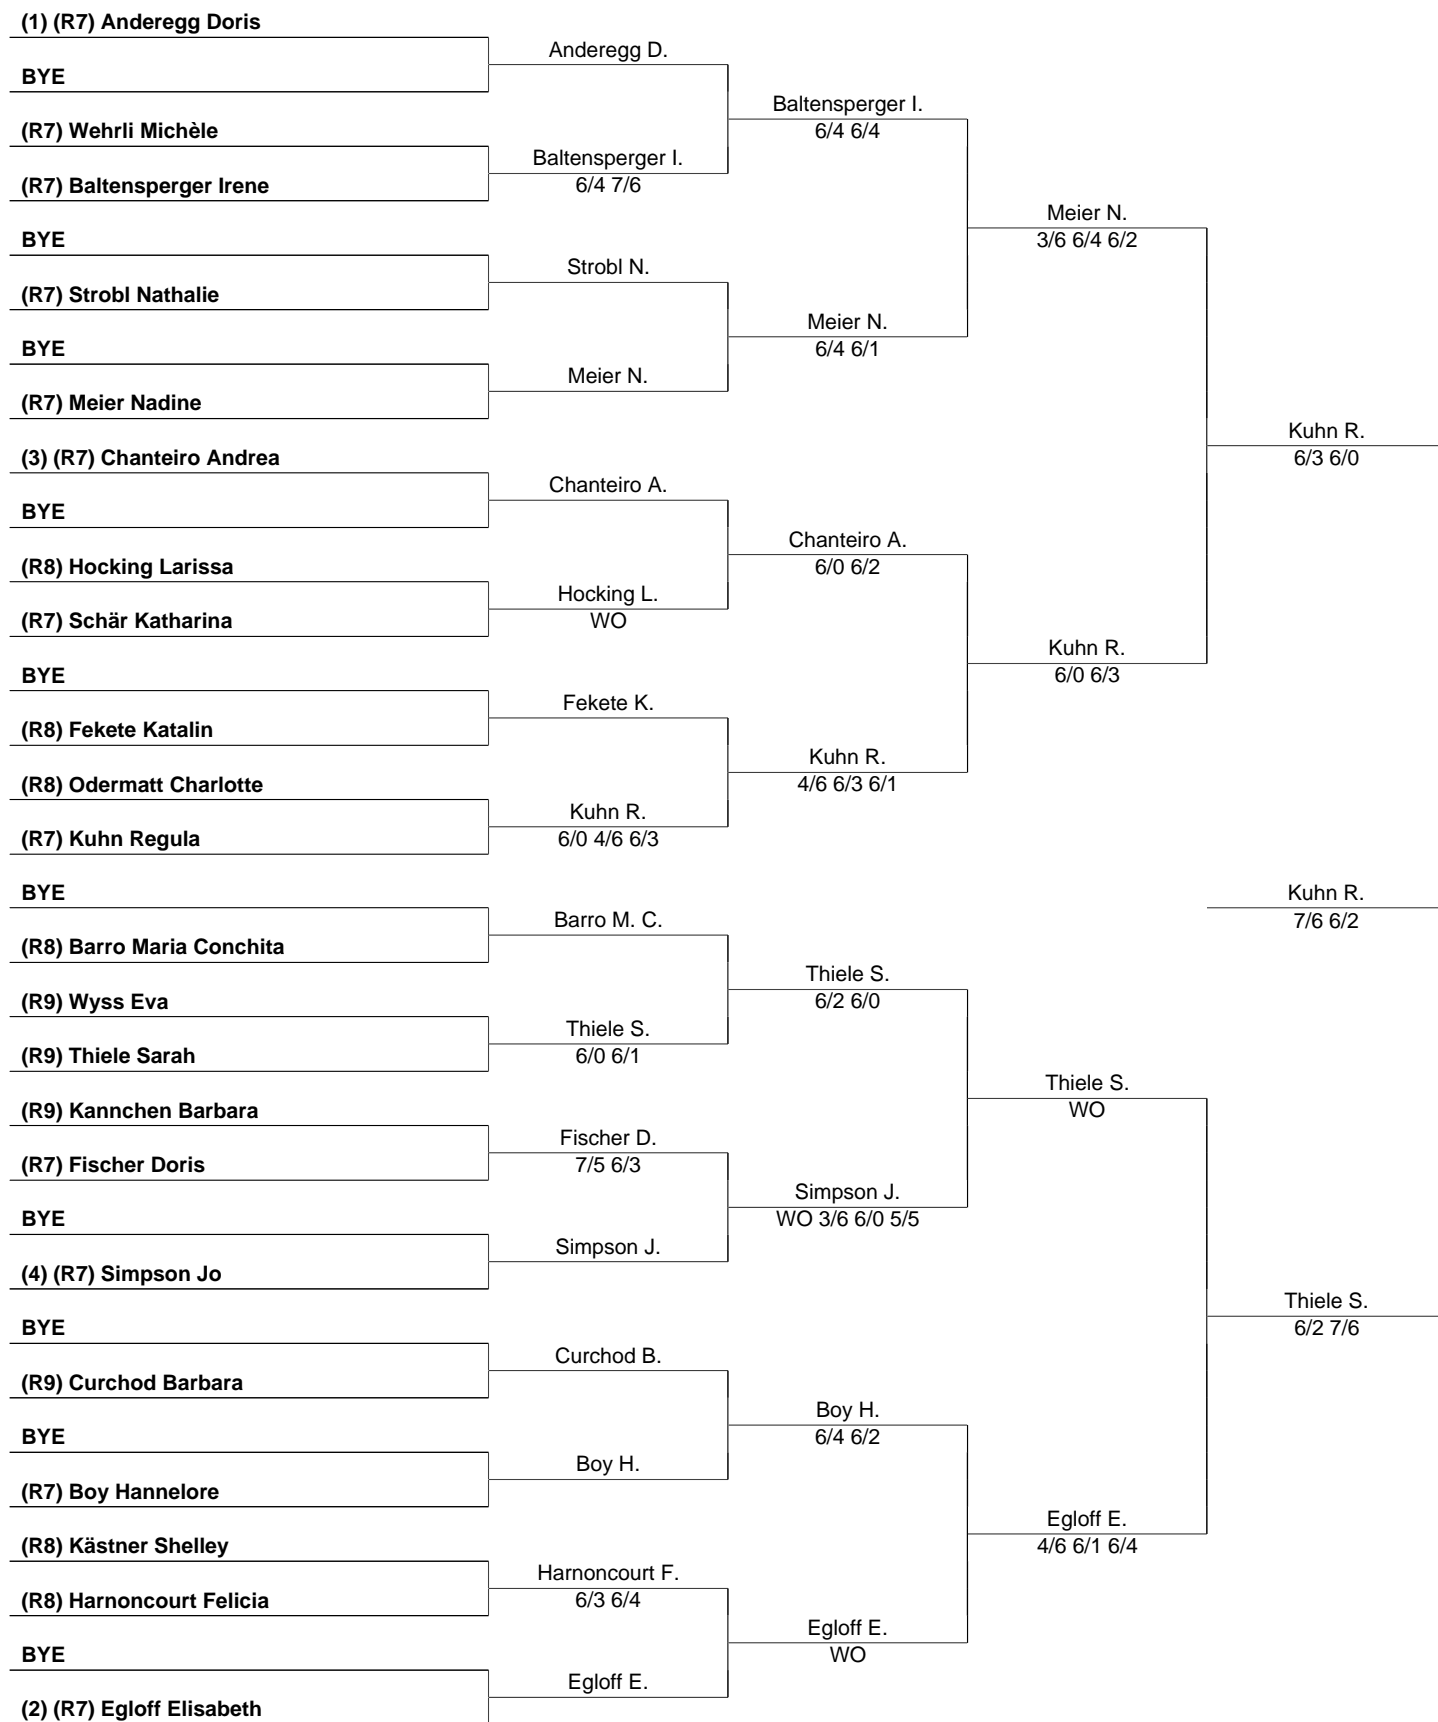 (1) (R7) Anderegg Doris
BYE
(R7) Wehrli Michèle
(R7) Baltensperger Irene
BYE
(R7) Strobl Nathalie
BYE
(R7) Meier Nadine
(3) (R7) Chanteiro Andrea
BYE
(R8) Hocking Larissa
(R7) Schär Katharina
BYE
(R8) Fekete Katalin
(R8) Odermatt Charlotte
(R7) Kuhn Regula
BYE
(R8) Barro Maria Conchita
(R9) Wyss Eva
(R9) Thiele Sarah
(R9) Kannchen Barbara
(R7) Fischer Doris
BYE
(4) (R7) Simpson Jo
BYE
(R9) Curchod Barbara
BYE
(R7) Boy Hannelore
(R8) Kästner Shelley
(R8) Harnoncourt Felicia
BYE
(2) (R7) Egloff Elisabeth
Anderegg D.
Baltensperger I.
6/4 7/6
Strobl N.
Meier N.
Chanteiro A.
Hocking L.
WO
Fekete K.
Kuhn R.
6/0 4/6 6/3
Barro M. C.
Thiele S.
6/0 6/1
Fischer D.
7/5 6/3
Simpson J.
Curchod B.
Boy H.
Harnoncourt F.
6/3 6/4
Egloff E.
Baltensperger I.
6/4 6/4
Meier N.
6/4 6/1
Chanteiro A.
6/0 6/2
Kuhn R.
4/6 6/3 6/1
Thiele S.
6/2 6/0
Simpson J.
WO 3/6 6/0 5/5
Boy H.
6/4 6/2
Egloff E.
WO
Meier N.
3/6 6/4 6/2
Kuhn R.
6/0 6/3
Thiele S.
WO
Egloff E.
4/6 6/1 6/4
Kuhn R.
6/3 6/0
Kuhn R.
7/6 6/2
Thiele S.
6/2 7/6